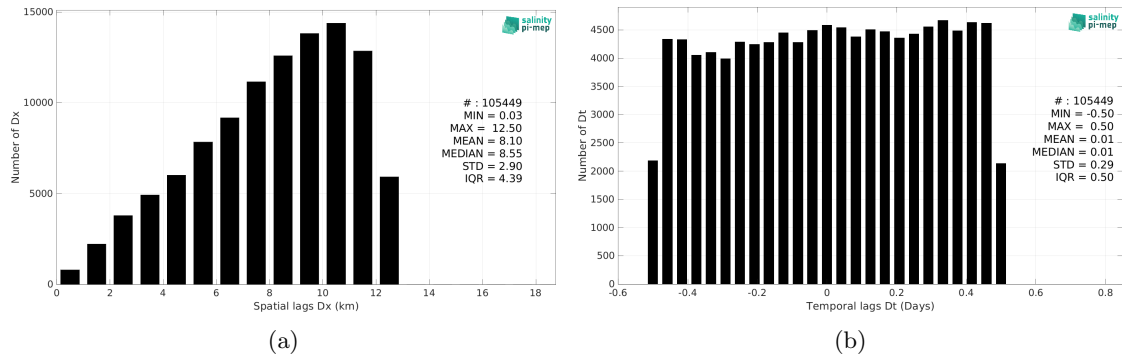 15000
10000
5000
0
Number of Dx
salinity
pi-mep
# : 105449
MIN = 0.03
MAX = 12.50
MEAN = 8.10
MEDIAN = 8.55
STD = 2.90
IQR = 4.39
0 2 4 6 8 10 12 14 16 18
Spatial lags Dx (km)
(a)
4500
4000
3500
3000
2500
2000
1500
1000
500
0
Number of Dt
salinity
pi-mep
# : 105449
MIN = -0.50
MAX = 0.50
MEAN = 0.01
MEDIAN = 0.01
STD = 0.29
IQR = 0.50
-0.6 -0.4 -0.2 0 0.2 0.4 0.6 0.8
Temporal lags Dt (Days)
(b)